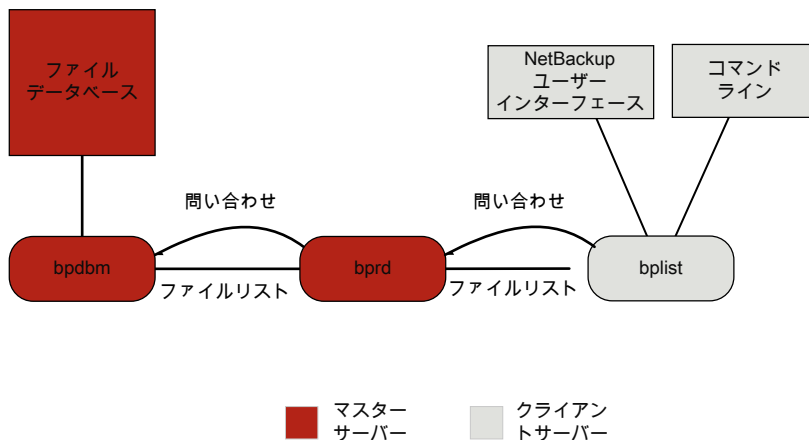 ファイル
データベース
NetBackup
ユーザー
インターフェース
コマンド
ライン
問い合わせ
問い合わせ
bpdbm
bprd
bplist
ファイルリスト
ファイルリスト
マスター
サーバー
クライアン
トサーバー